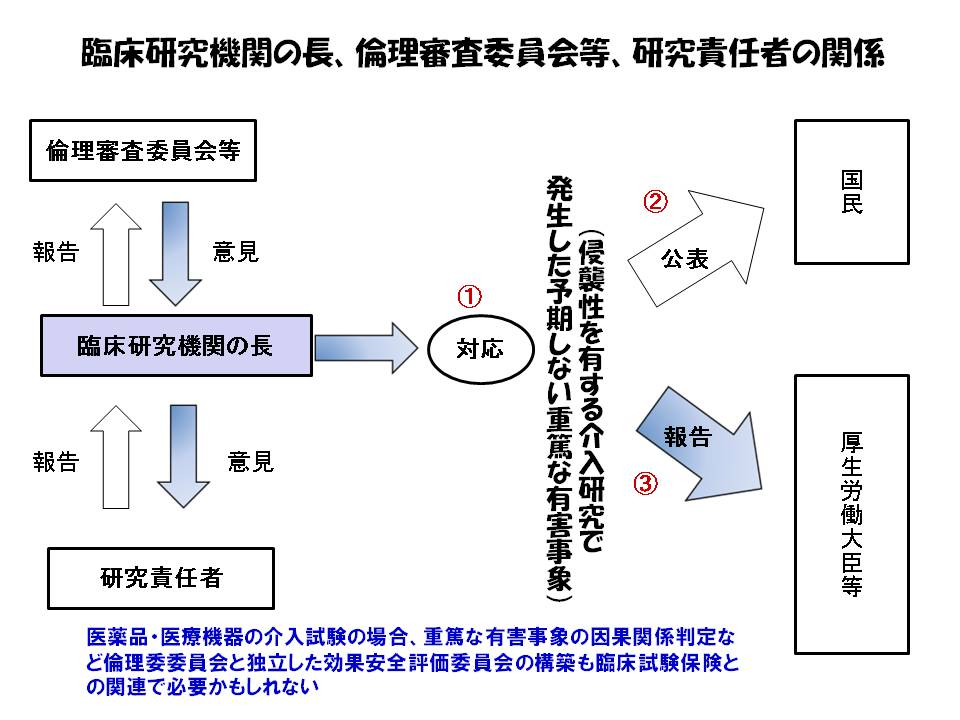 臨床研究機関の長、倫理審査委員会等、研究責任者の関係
倫理審査委員会等
報告
意見
臨床研究機関の長
①
対応
報告
意見
研究責任者
（侵襲性を有する介入研究で
発生した予期しない重篤な有害事象）
②
公表
国民
報告
③
厚生労働大臣等
医薬品・医療機器の介入試験の場合、重篤な有害事象の因果関係判定な
ど倫理委委員会と独立した効果安全評価委員会の構築も臨床試験保険と
の関連で必要かもしれない